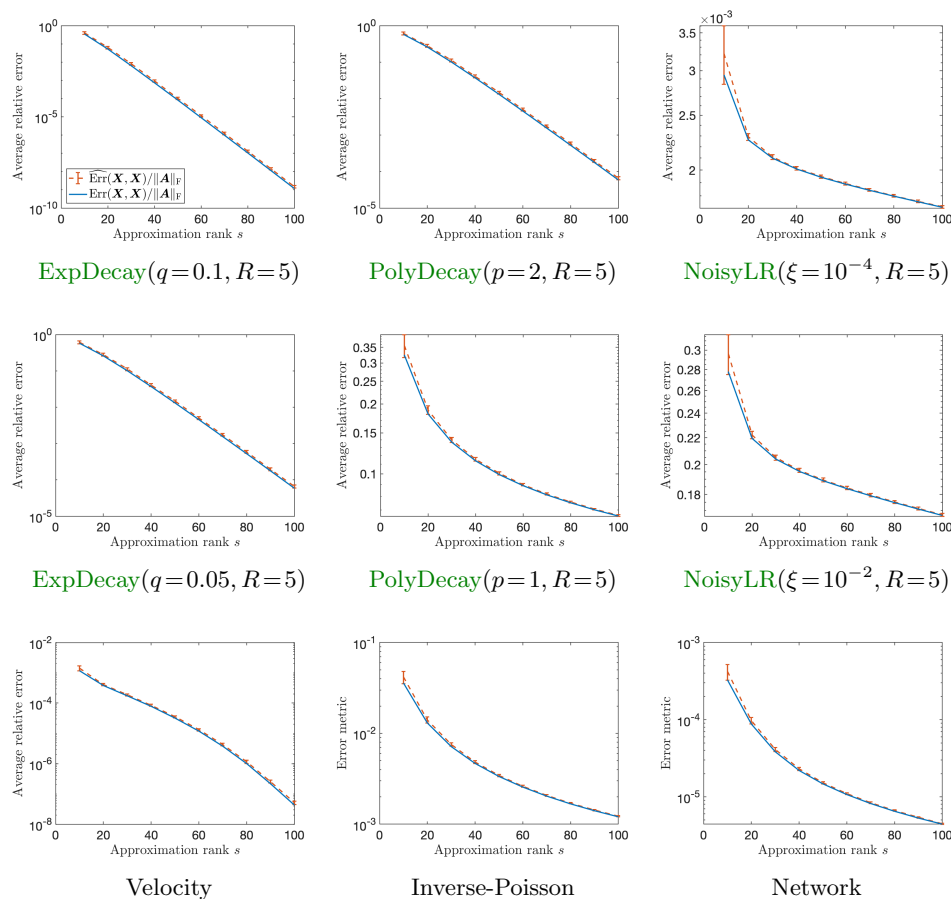 10^0
10^-5
10^-10
Average relative error
\widehat{Err}(X, X)/‖A‖_F
Err(X, X)/‖A‖_F
0 20 40 60 80 100
Approximation rank s
ExpDecay(q=0.1, R=5)
10^0
10^-5
Average relative error
0 20 40 60 80 100
Approximation rank s
PolyDecay(p=2, R=5)
×10^-3
3.5
3
2.5
2
Average relative error
0 20 40 60 80 100
Approximation rank s
NoisyLR(ξ=10^-4, R=5)
10^0
10^-5
Average relative error
0 20 40 60 80 100
Approximation rank s
ExpDecay(q=0.05, R=5)
0.35
0.3
0.25
0.2
0.15
0.1
Average relative error
0 20 40 60 80 100
Approximation rank s
PolyDecay(p=1, R=5)
0.3
0.28
0.26
0.24
0.22
0.2
0.18
Average relative error
0 20 40 60 80 100
Approximation rank s
NoisyLR(ξ=10^-2, R=5)
10^-2
10^-4
10^-6
10^-8
Average relative error
0 20 40 60 80 100
Approximation rank s
Velocity
10^-1
10^-2
10^-3
Error metric
0 20 40 60 80 100
Approximation rank s
Inverse-Poisson
10^-3
10^-4
10^-5
Error metric
0 20 40 60 80 100
Approximation rank s
Network